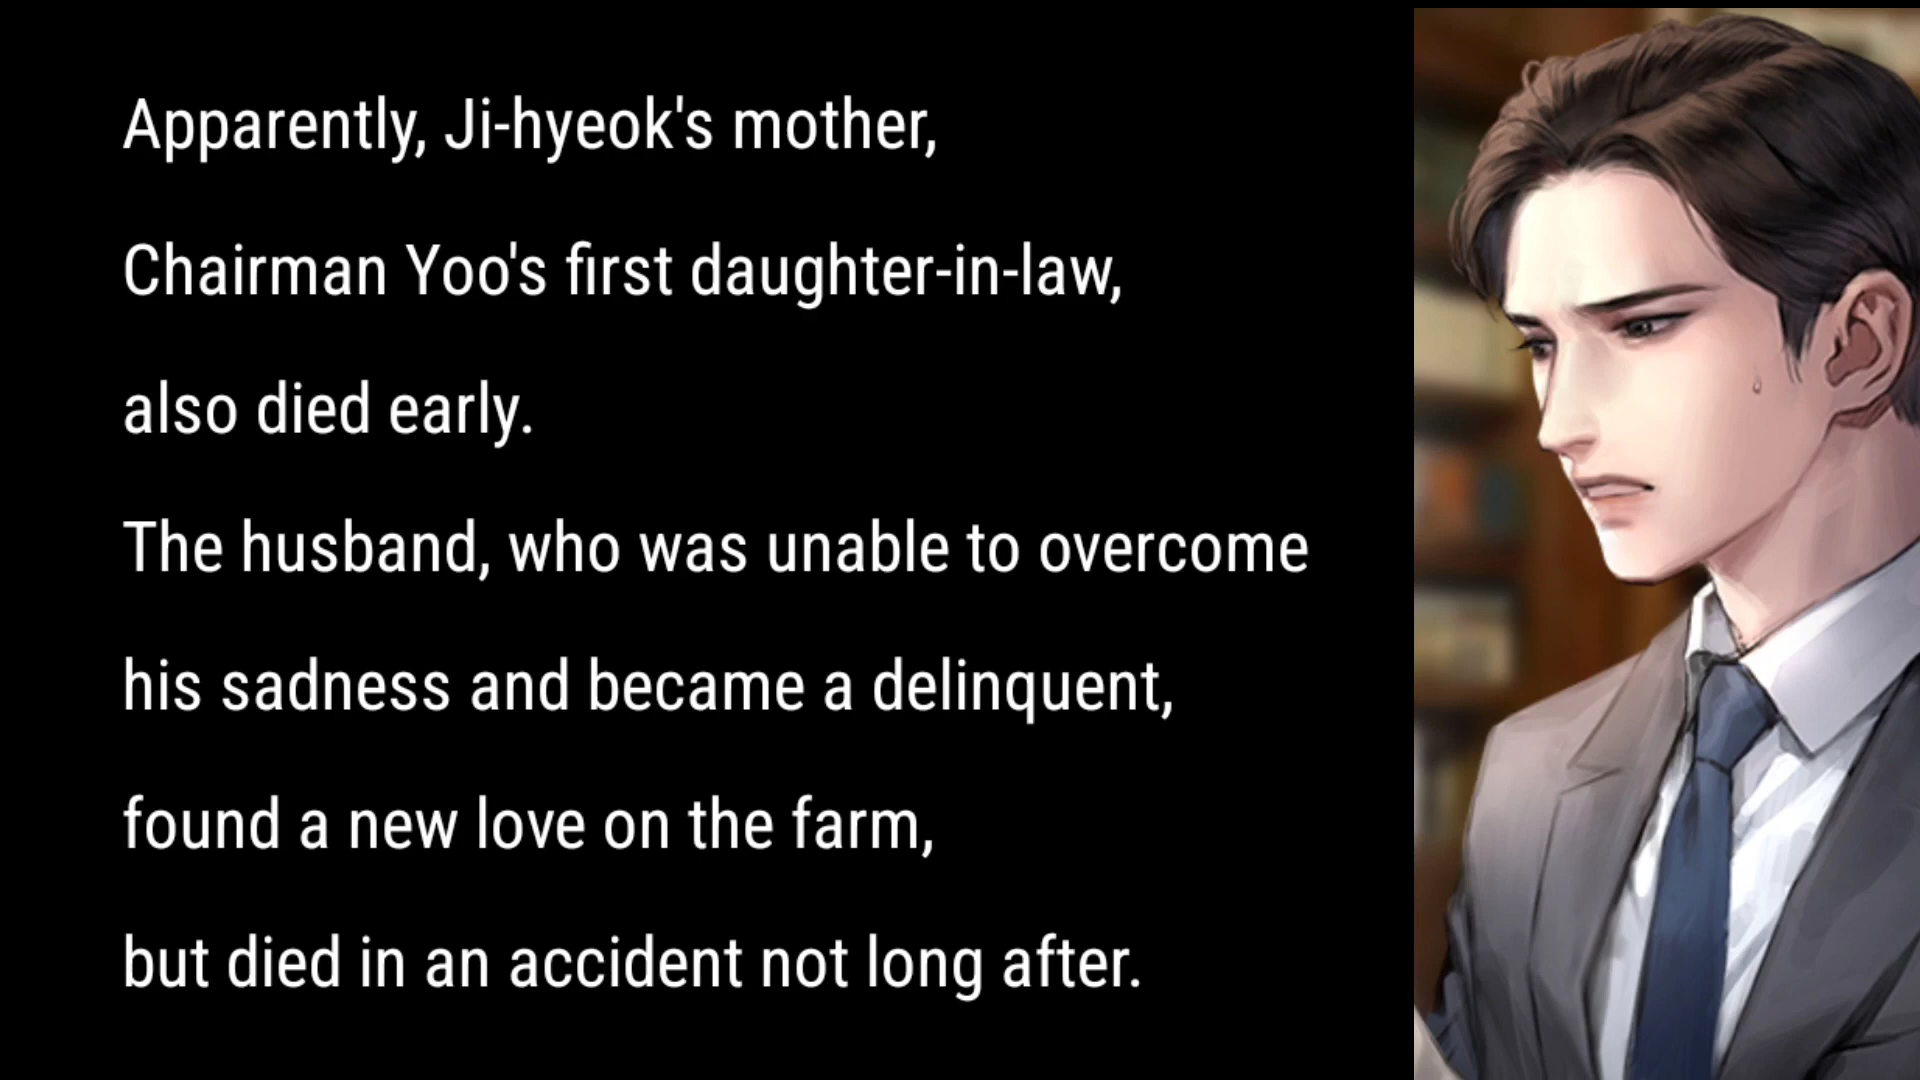 Apparently, Ji-hyeok's mother,
Chairman Yoo's first daughter-in-law,
also died early.
The husband, who was unable to overcome
his sadness and became a delinquent,
found a new love on the farm,
but died in an accident not long after.